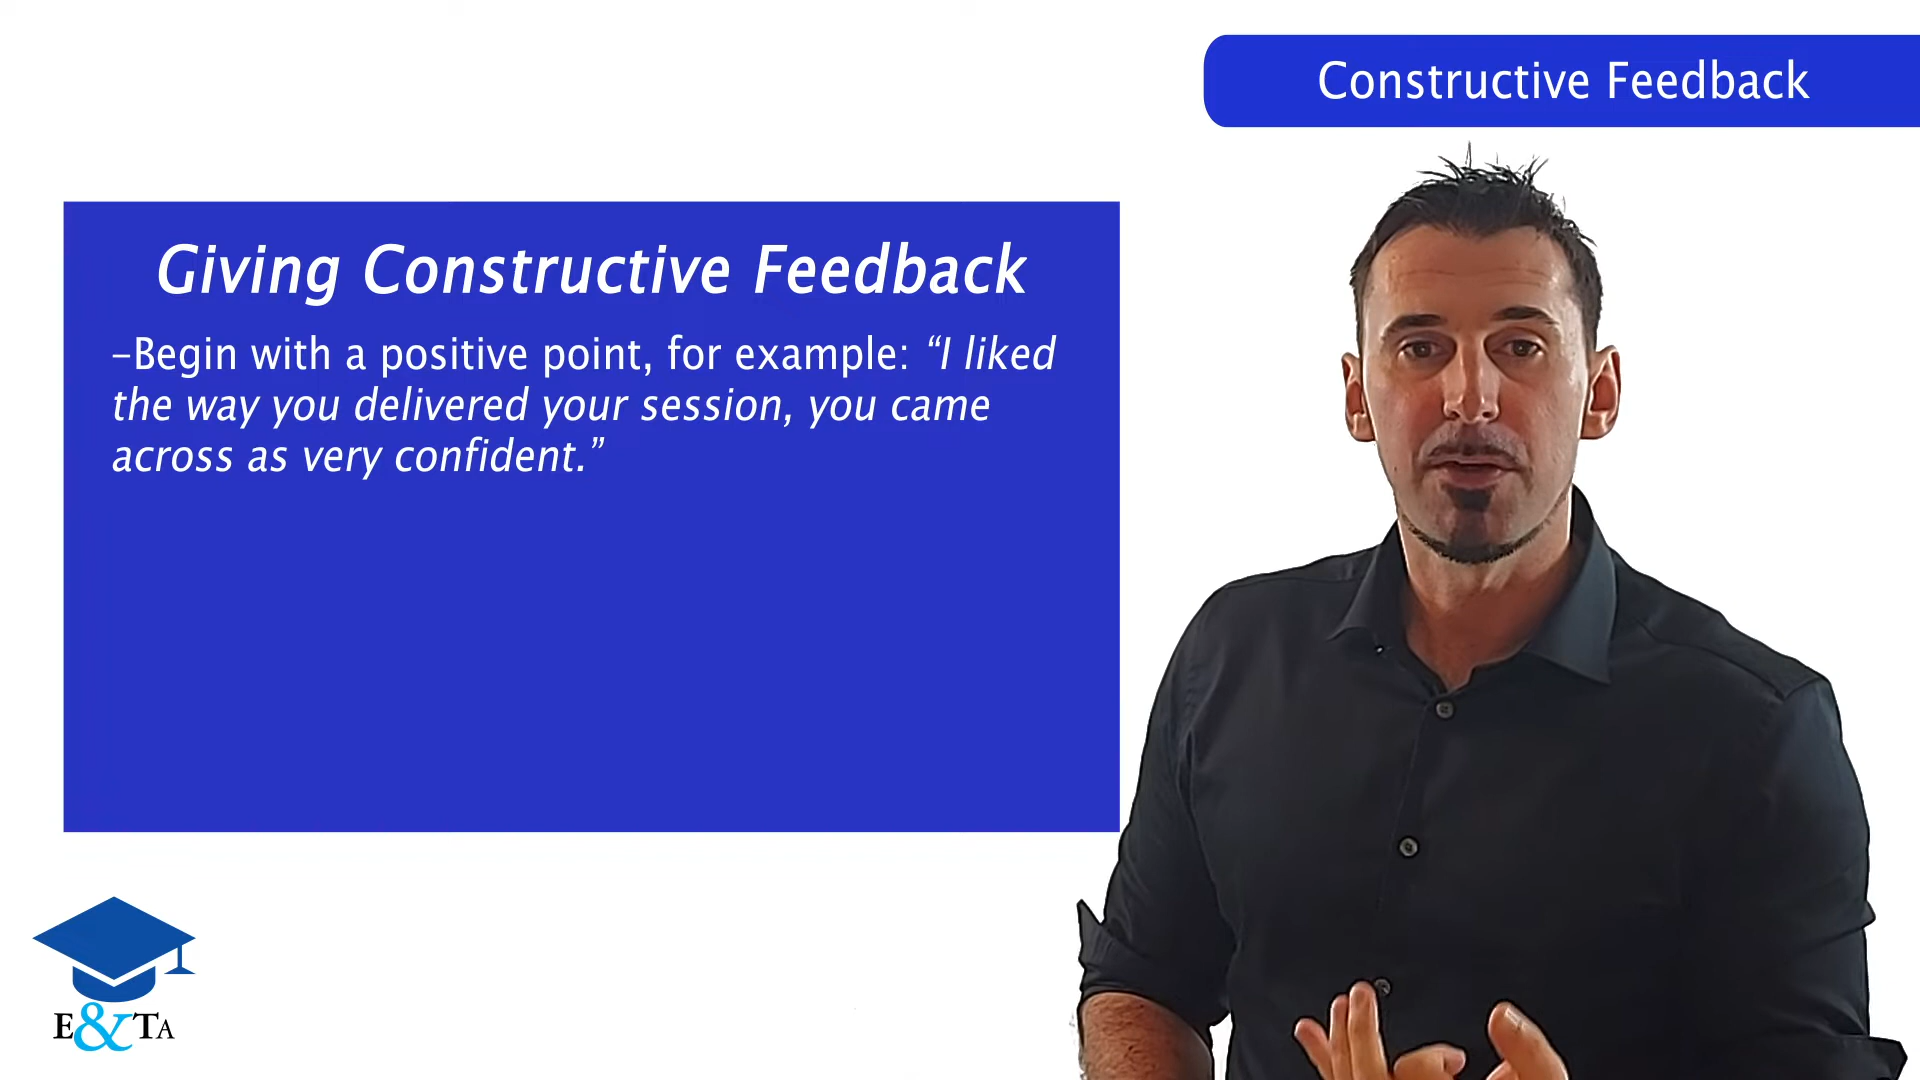 Constructive Feedback
Giving Constructive Feedback
–Begin with a positive point, for example: “I liked
the way you delivered your session, you came
across as very confident.”
E&TA